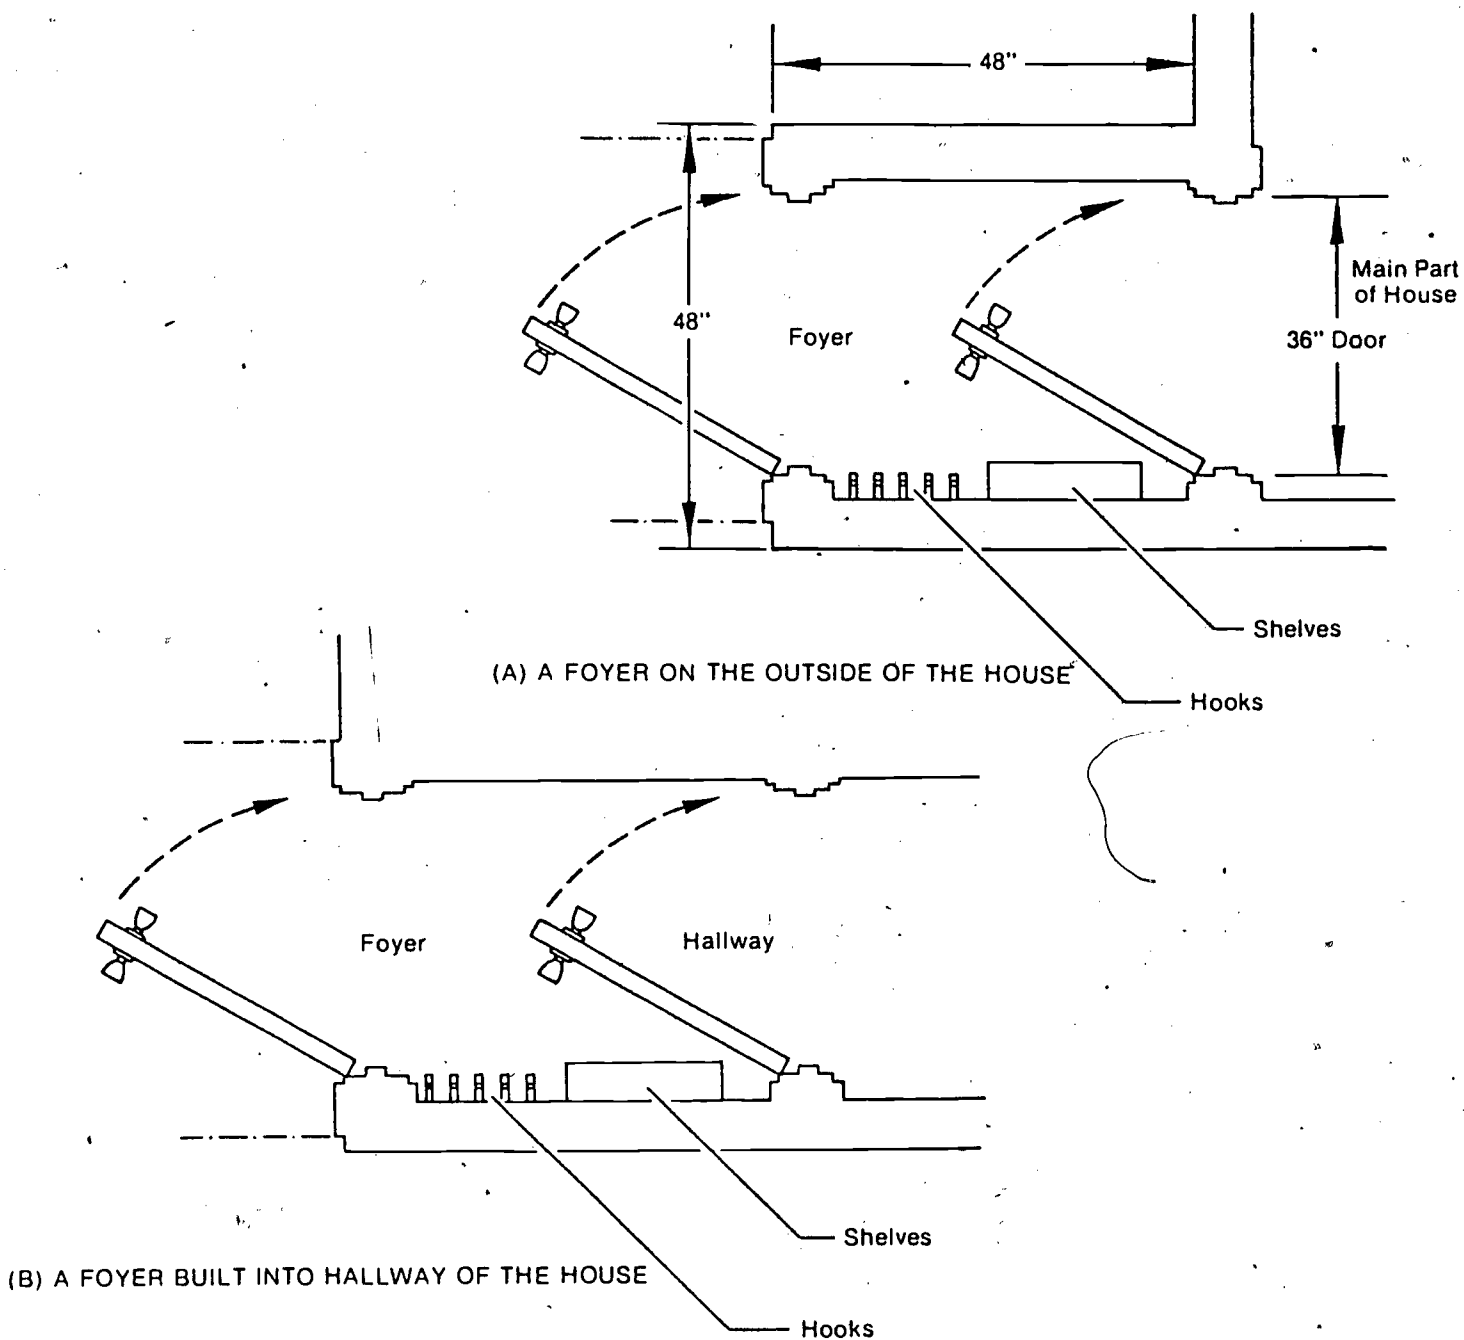 48"
48"
Foyer
Main Part
of House
36" Door
Shelves
(A) A FOYER ON THE OUTSIDE OF THE HOUSE
Hooks
Foyer
Hallway
Shelves
(B) A FOYER BUILT INTO HALLWAY OF THE HOUSE
Hooks